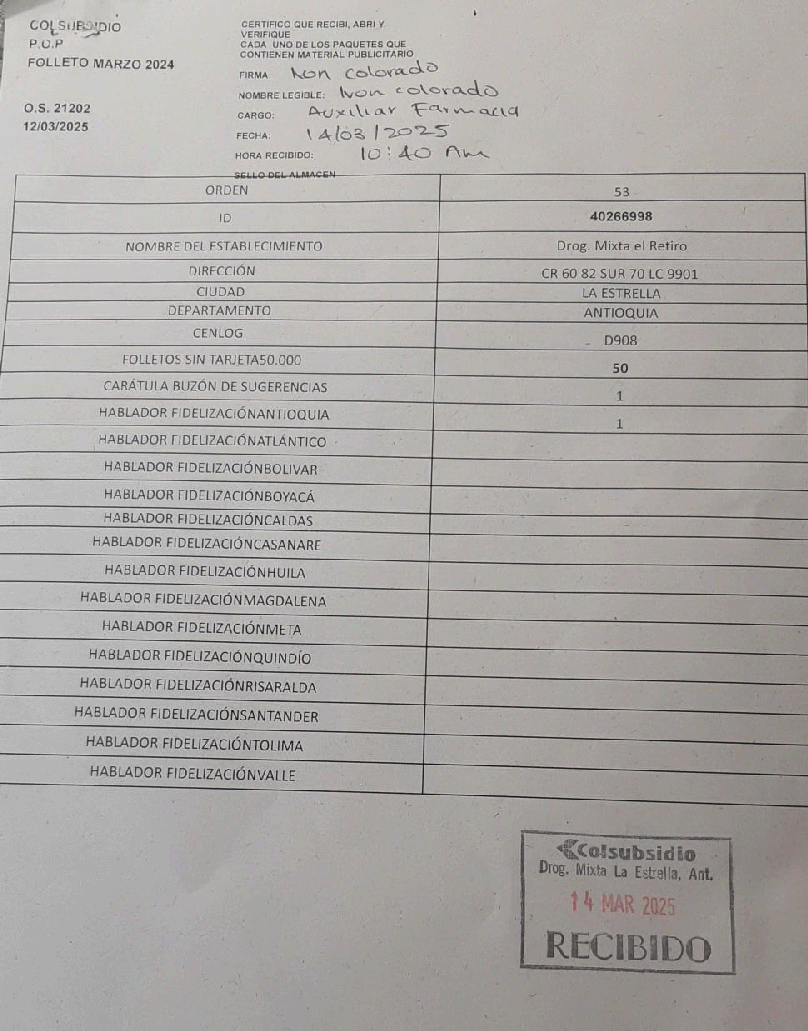 COLSUBSIDIO
P.O.P
FOLLETO MARZO 2024
O.S. 21202
12/03/2025
CERTIFICO QUE RECIBI, ABRI Y
VERIFIQUE
CADA UNO DE LOS PAQUETES QUE
CONTIENEN MATERIAL PUBLICITARIO
FIRMA Ivon colorado
NOMBRE LEGIBLE: Ivon colorado
CARGO: Auxiliar Farmacia
FECHA: 14/03/2025
HORA RECIBIDO: 10:40 Am
SELLO DEL ALMACEN
ORDEN 53
ID 40266998
NOMBRE DEL ESTABLECIMIENTO Drog. Mixta el Retiro
DIRECCIÓN CR 60 82 SUR 70 LC 9901
CIUDAD LA ESTRELLA
DEPARTAMENTO ANTIOQUIA
CENLOG D908
FOLLETOS SIN TARJETA50.000 50
CARÁTULA BUZÓN DE SUGERENCIAS 1
HABLADOR FIDELIZACIÓNANTIOQUIA 1
HABLADOR FIDELIZACIÓNATLÁNTICO
HABLADOR FIDELIZACIÓNBOLIVAR
HABLADOR FIDELIZACIÓNBOYACÁ
HABLADOR FIDELIZACIÓNCALDAS
HABLADOR FIDELIZACIÓNCASANARE
HABLADOR FIDELIZACIÓNHUILA
HABLADOR FIDELIZACIÓNMAGDALENA
HABLADOR FIDELIZACIÓNMETA
HABLADOR FIDELIZACIÓNQUINDÍO
HABLADOR FIDELIZACIÓNRISARALDA
HABLADOR FIDELIZACIÓNSANTANDER
HABLADOR FIDELIZACIÓNTOLIMA
HABLADOR FIDELIZACIÓNVALLE
Colsubsidio
Drog. Mixta La Estrella, Ant.
14 MAR 2025
RECIBIDO